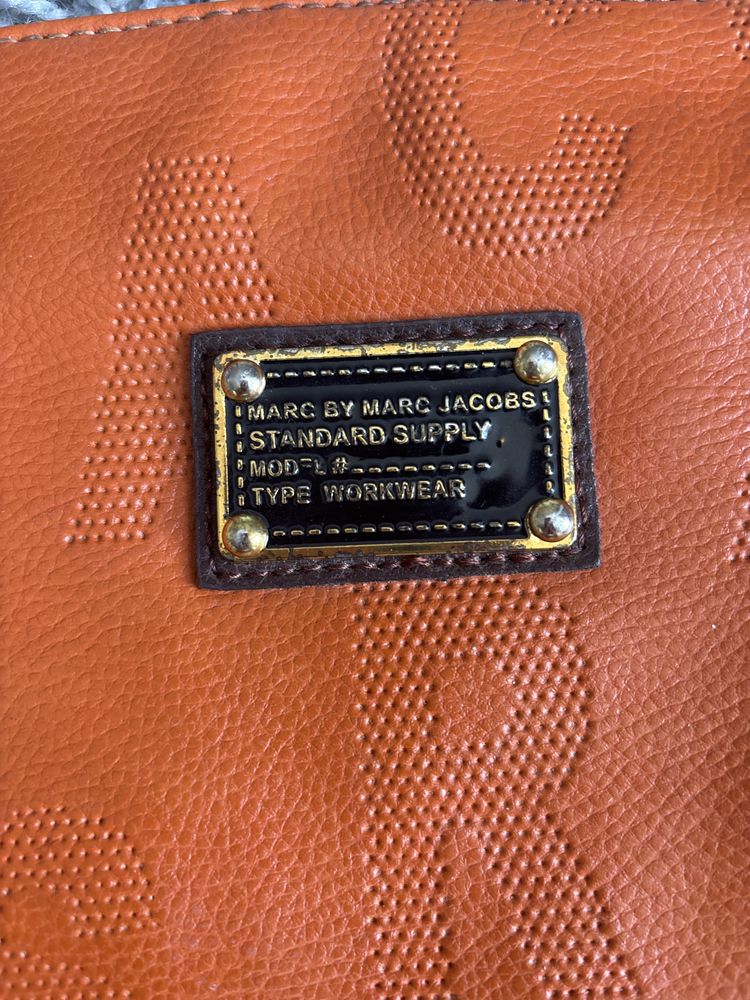 MARC BY MARC JACOBS
STANDARD SUPPLY
MODEL #--------
TYPE WORKWEAR